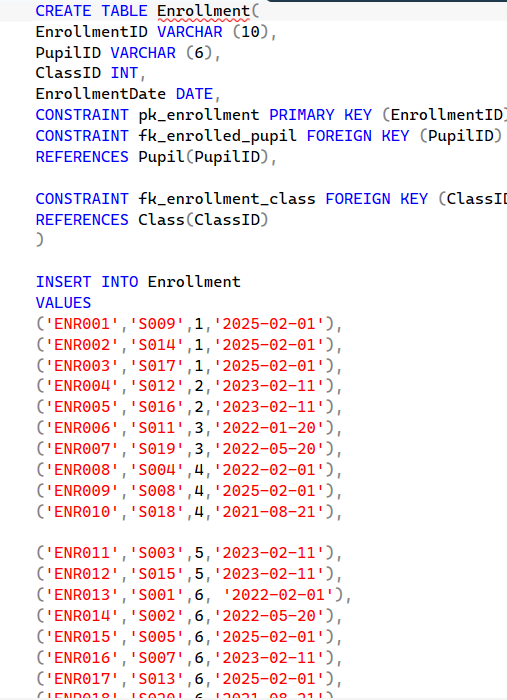 CREATE TABLE Enrollment(
EnrollmentID VARCHAR (10),
PupilID VARCHAR (6),
ClassID INT,
EnrollmentDate DATE,
CONSTRAINT pk_enrollment PRIMARY KEY (EnrollmentID)
CONSTRAINT fk_enrolled_pupil FOREIGN KEY (PupilID)
REFERENCES Pupil(PupilID),
CONSTRAINT fk_enrollment_class FOREIGN KEY (ClassID
REFERENCES Class(ClassID)
)
INSERT INTO Enrollment
VALUES
('ENR001','S009',1,'2025-02-01'),
('ENR002','S014',1,'2025-02-01'),
('ENR003','S017',1,'2025-02-01'),
('ENR004','S012',2,'2023-02-11'),
('ENR005','S016',2,'2023-02-11'),
('ENR006','S011',3,'2022-01-20'),
('ENR007','S019',3,'2022-05-20'),
('ENR008','S004',4,'2022-02-01'),
('ENR009','S008',4,'2025-02-01'),
('ENR010','S018',4,'2021-08-21'),
('ENR011','S003',5,'2023-02-11'),
('ENR012','S015',5,'2023-02-11'),
('ENR013','S001',6, '2022-02-01'),
('ENR014','S002',6,'2022-05-20'),
('ENR015','S005',6,'2025-02-01'),
('ENR016','S007',6,'2023-02-11'),
('ENR017','S013',6,'2025-02-01'),
('ENR018','S020',6,'2021-08-21'),